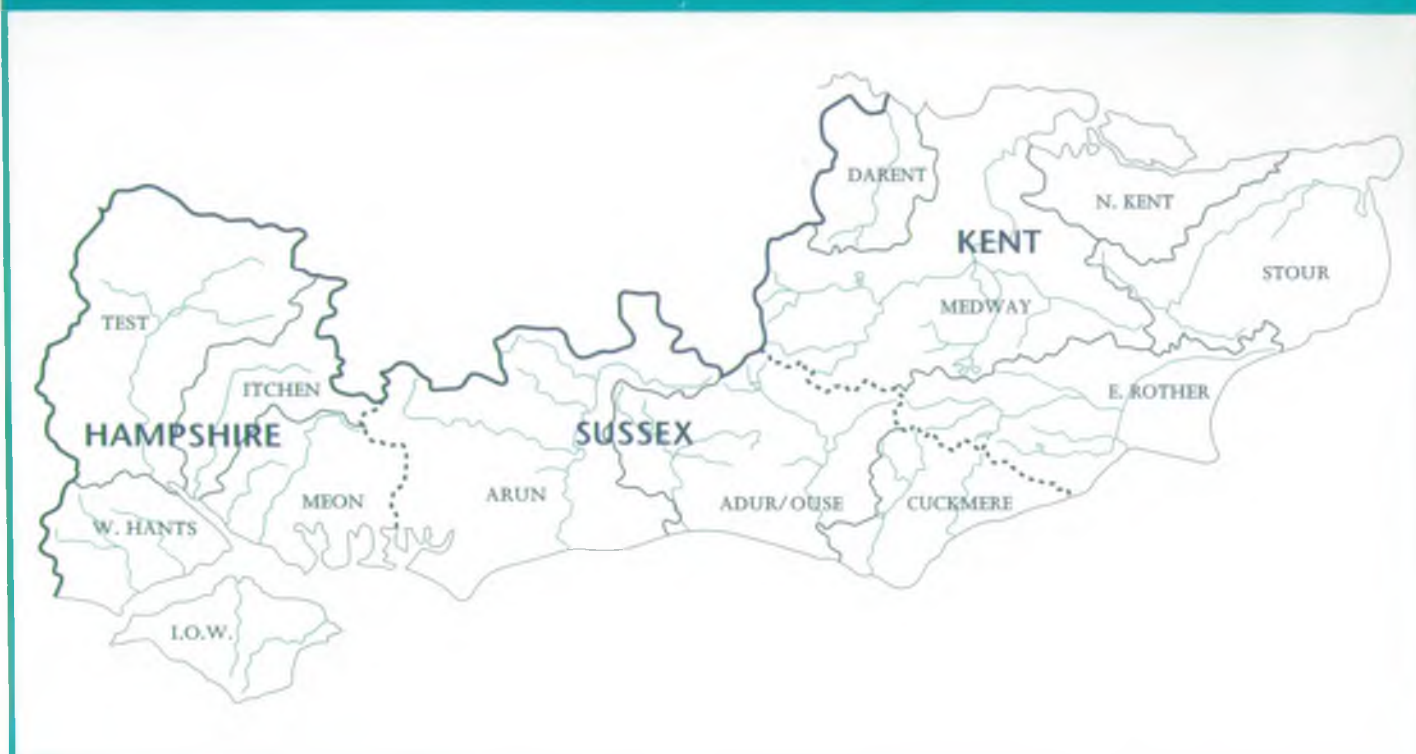 DARENT
N. KENT
KENT
STOUR
TEST
MEDWAY
ITCHEN
E. ROTHER
HAMPSHIRE
SUSSEX
MEON
ARUN
ADUR/OUSE
CUCKMERE
W. HANTS
I.O.W.